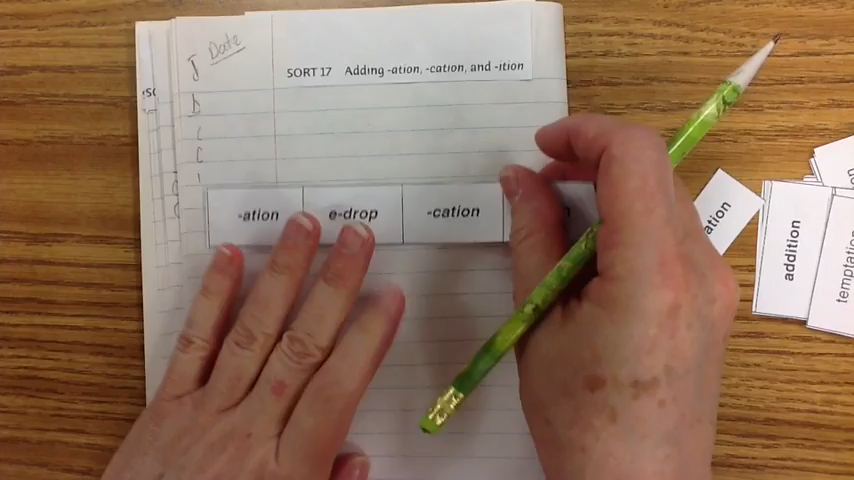 Date
SORT 17 Adding -ation, -cation, and -ition
-ation
e-drop
-cation
ation
addition